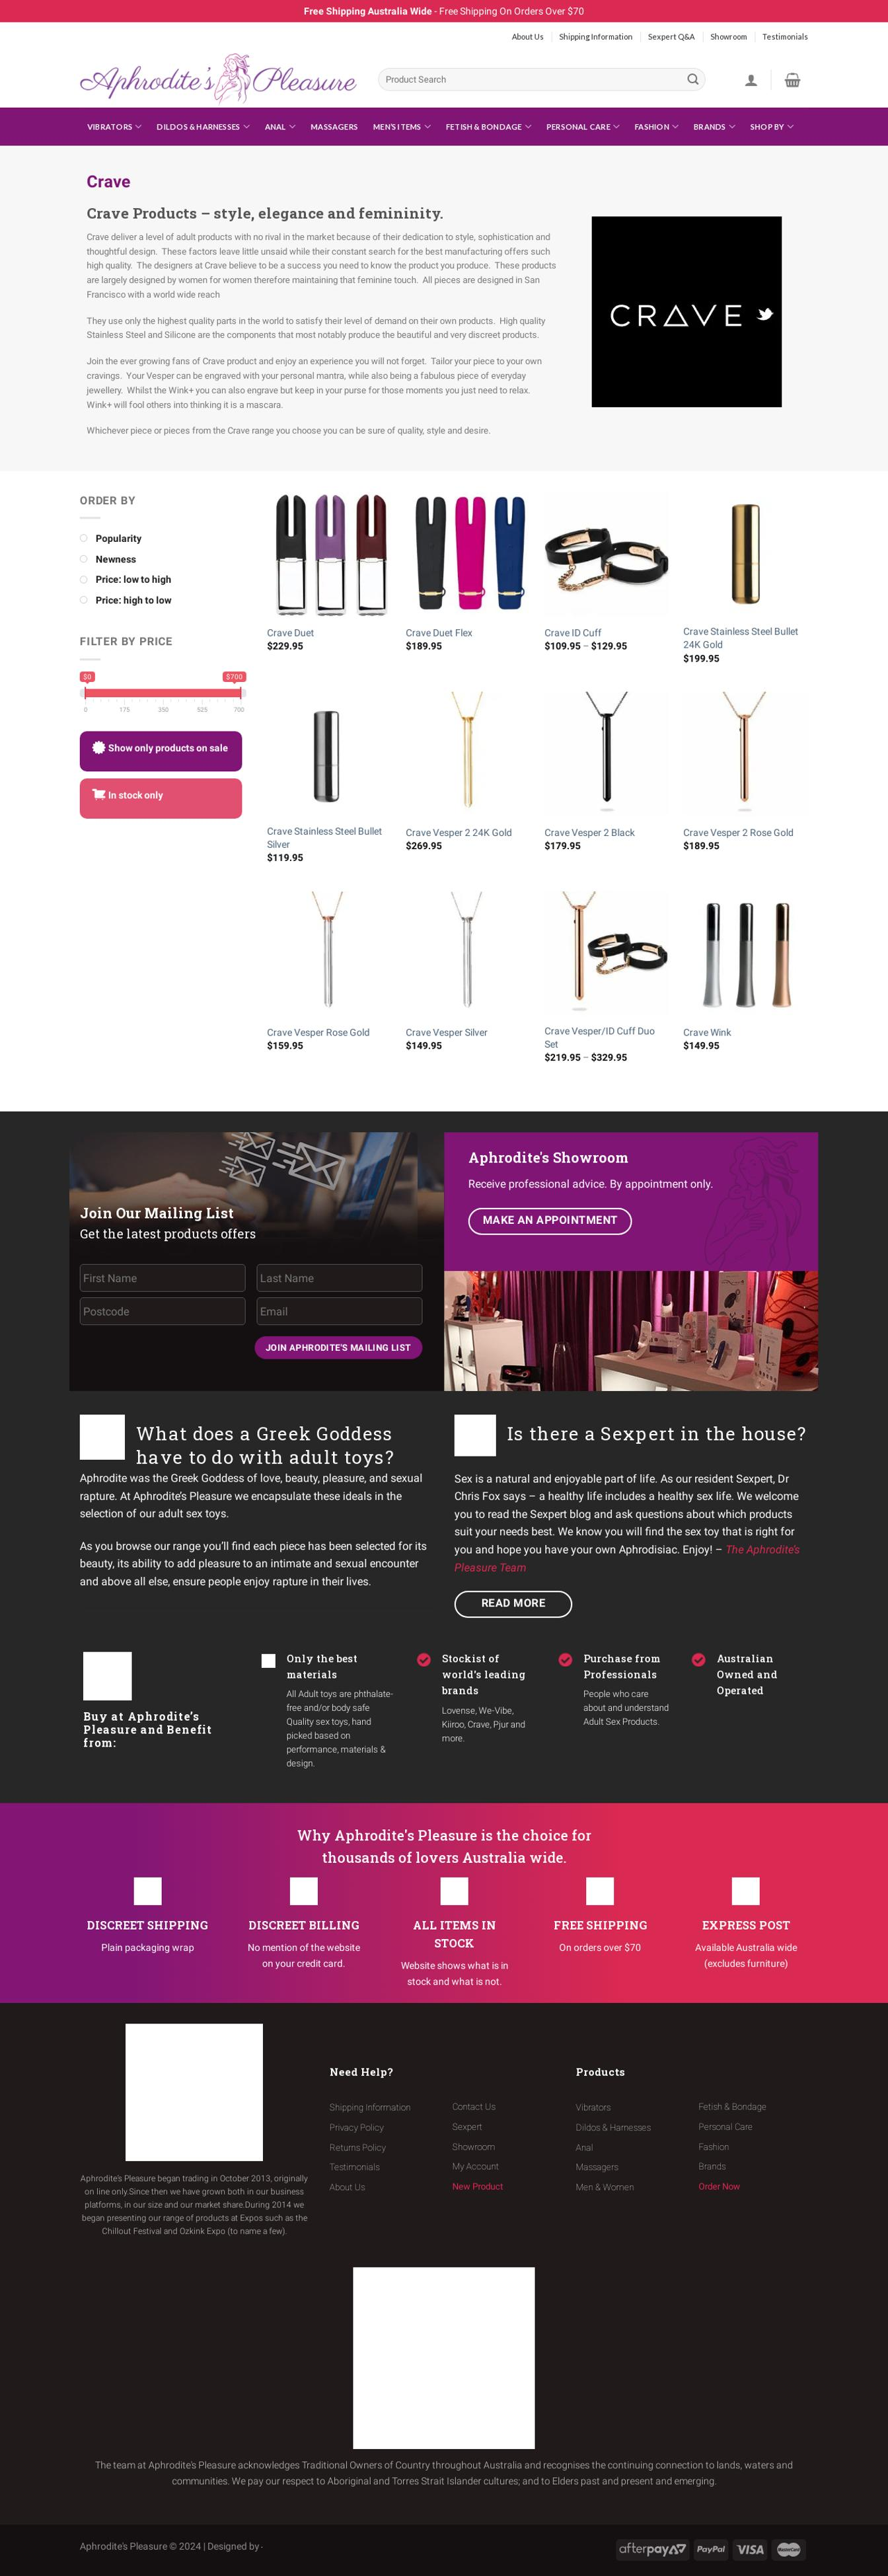 Free Shipping Australia Wide - Free Shipping On Orders Over $70
About Us
Shipping Information
Sexpert Q&A
Showroom
Testimonials
Aphrodite's Pleasure
Product Search
VIBRATORS
DILDOS & HARNESSES
ANAL
MASSAGERS
MEN'S ITEMS
FETISH & BONDAGE
PERSONAL CARE
FASHION
BRANDS
SHOP BY
Crave
Crave Products – style, elegance and femininity.
Crave deliver a level of adult products with no rival in the market because of their dedication to style, sophistication and
thoughtful design.  These factors leave little unsaid while their constant search for the best manufacturing offers such
high quality.  The designers at Crave believe to be a success you need to know the product you produce.  These products
are largely designed by women for women therefore maintaining that feminine touch.  All pieces are designed in San
Francisco with a world wide reach
They use only the highest quality parts in the world to satisfy their level of demand on their own products.  High quality
Stainless Steel and Silicone are the components that most notably produce the beautiful and very discreet products.
Join the ever growing fans of Crave product and enjoy an experience you will not forget.  Tailor your piece to your own
cravings.  Your Vesper can be engraved with your personal mantra, while also being a fabulous piece of everyday
jewellery.  Whilst the Wink+ you can also engrave but keep in your purse for those moments you just need to relax.
Wink+ will fool others into thinking it is a mascara.
Whichever piece or pieces from the Crave range you choose you can be sure of quality, style and desire.
CRAVE
ORDER BY
Popularity
Newness
Price: low to high
Price: high to low
FILTER BY PRICE
$0
$700
0
175
350
525
700
Show only products on sale
In stock only
Crave Duet
$229.95
Crave Duet Flex
$189.95
Crave ID Cuff
$109.95 – $129.95
Crave Stainless Steel Bullet
24K Gold
$199.95
Crave Stainless Steel Bullet
Silver
$119.95
Crave Vesper 2 24K Gold
$269.95
Crave Vesper 2 Black
$179.95
Crave Vesper 2 Rose Gold
$189.95
Crave Vesper Rose Gold
$159.95
Crave Vesper Silver
$149.95
Crave Vesper/ID Cuff Duo
Set
$219.95 – $329.95
Crave Wink
$149.95
Join Our Mailing List
Get the latest products offers
First Name
Last Name
Postcode
Email
JOIN APHRODITE'S MAILING LIST
Aphrodite's Showroom
Receive professional advice. By appointment only.
MAKE AN APPOINTMENT
What does a Greek Goddess
have to do with adult toys?
Aphrodite was the Greek Goddess of love, beauty, pleasure, and sexual
rapture. At Aphrodite's Pleasure we encapsulate these ideals in the
selection of our adult sex toys.
As you browse our range you'll find each piece has been selected for its
beauty, its ability to add pleasure to an intimate and sexual encounter
and above all else, ensure people enjoy rapture in their lives.
Is there a Sexpert in the house?
Sex is a natural and enjoyable part of life. As our resident Sexpert, Dr
Chris Fox says – a healthy life includes a healthy sex life. We welcome
you to read the Sexpert blog and ask questions about which products
suit your needs best. We know you will find the sex toy that is right for
you and hope you have your own Aphrodisiac. Enjoy! – The Aphrodite's
Pleasure Team
READ MORE
Buy at Aphrodite's
Pleasure and Benefit
from:
Only the best
materials
All Adult toys are phthalate-
free and/or body safe
Quality sex toys, hand
picked based on
performance, materials &
design.
Stockist of
world's leading
brands
Lovense, We-Vibe,
Kiiroo, Crave, Pjur and
more.
Purchase from
Professionals
People who care
about and understand
Adult Sex Products.
Australian
Owned and
Operated
Why Aphrodite's Pleasure is the choice for
thousands of lovers Australia wide.
DISCREET SHIPPING
Plain packaging wrap
DISCREET BILLING
No mention of the website
on your credit card.
ALL ITEMS IN
STOCK
Website shows what is in
stock and what is not.
FREE SHIPPING
On orders over $70
EXPRESS POST
Available Australia wide
(excludes furniture)
Aphrodite's Pleasure began trading in October 2013, originally
on line only.Since then we have grown both in our business
platforms, in our size and our market share.During 2014 we
began presenting our range of products at Expos such as the
Chillout Festival and Ozkink Expo (to name a few).
Need Help?
Shipping Information
Privacy Policy
Returns Policy
Testimonials
About Us
Contact Us
Sexpert
Showroom
My Account
New Product
Products
Vibrators
Dildos & Harnesses
Anal
Massagers
Men & Women
Fetish & Bondage
Personal Care
Fashion
Brands
Order Now
The team at Aphrodite's Pleasure acknowledges Traditional Owners of Country throughout Australia and recognises the continuing connection to lands, waters and
communities. We pay our respect to Aboriginal and Torres Strait Islander cultures; and to Elders past and present and emerging.
Aphrodite's Pleasure © 2024 | Designed by -
afterpay
PayPal
VISA
MasterCard